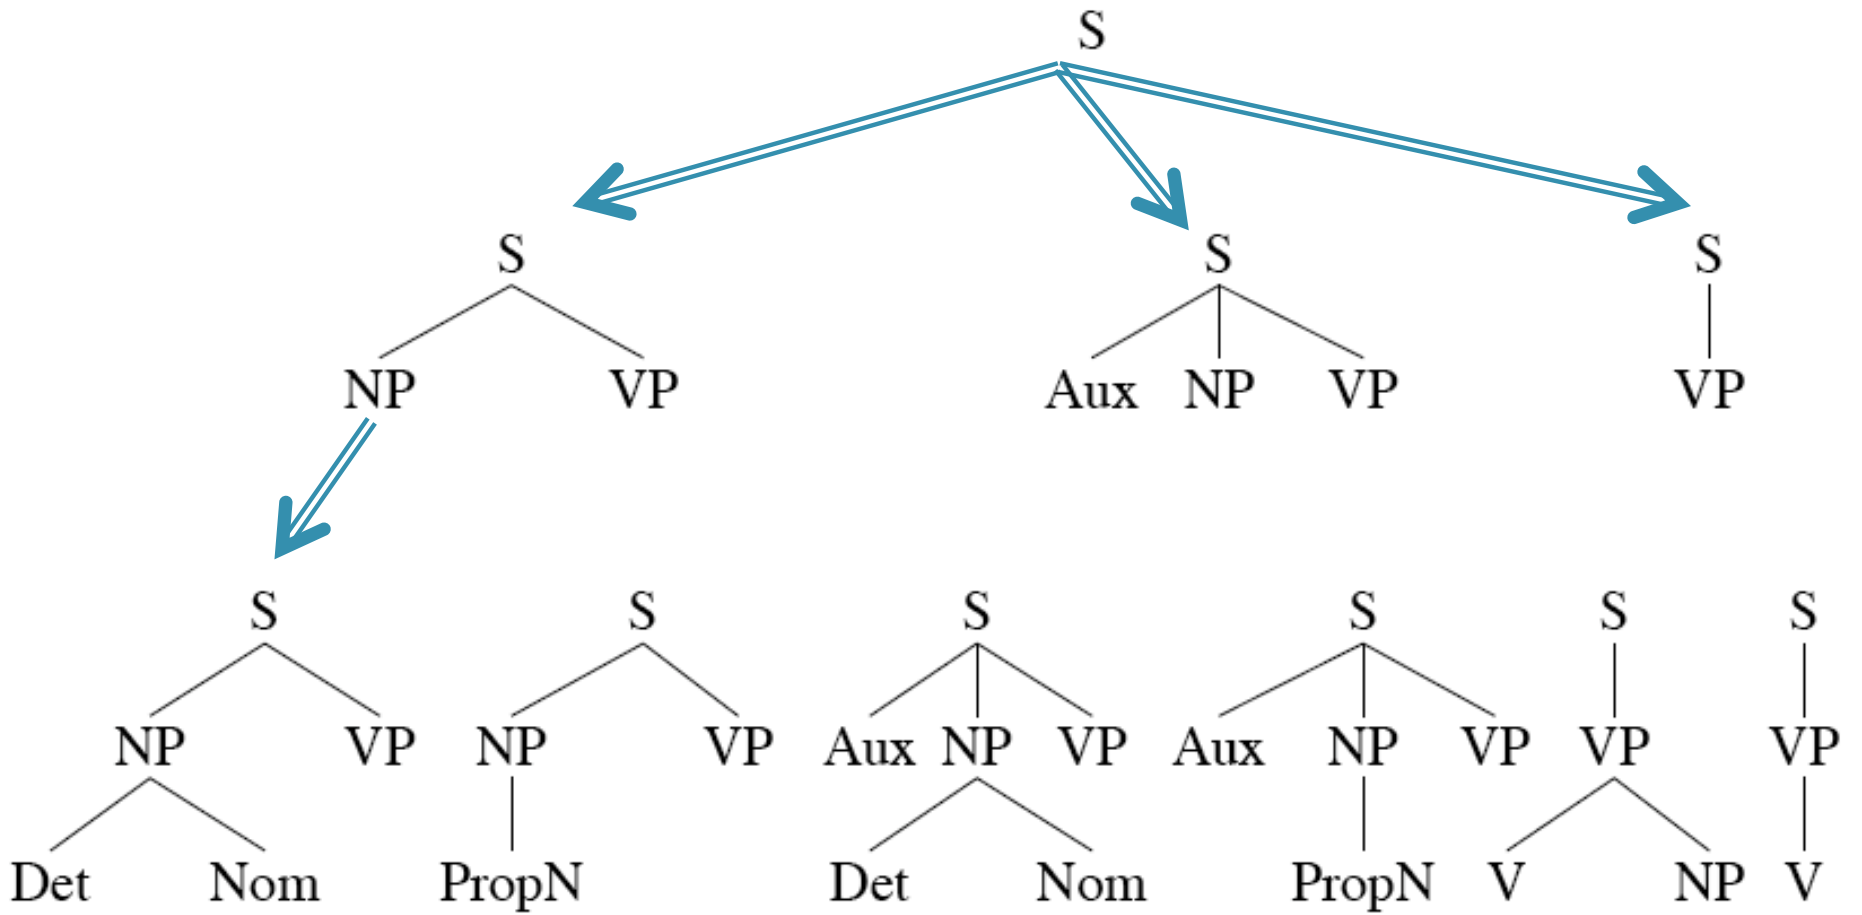 S
S S S
NP VP Aux NP VP VP
S S S S S S
NP VP NP VP Aux NP VP Aux NP VP VP VP
Det Nom PropN Det Nom PropN V NP V